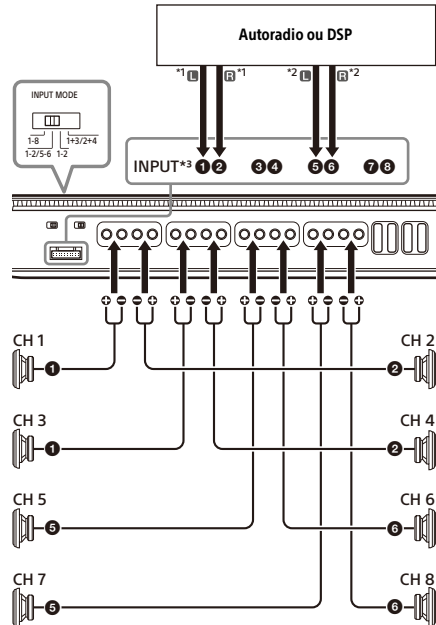 Autoradio ou DSP
*1 L R *1 *2 L R *2
INPUT MODE
1-8 1+3/2+4
1-2/5-6 1-2
INPUT*3 1 2 3 4 5 6 7 8
+ - - + + - - + + - - + + - - +
CH 1 CH 2
1 2
CH 3 CH 4
1 2
CH 5 CH 6
5 6
CH 7 CH 8
5 6